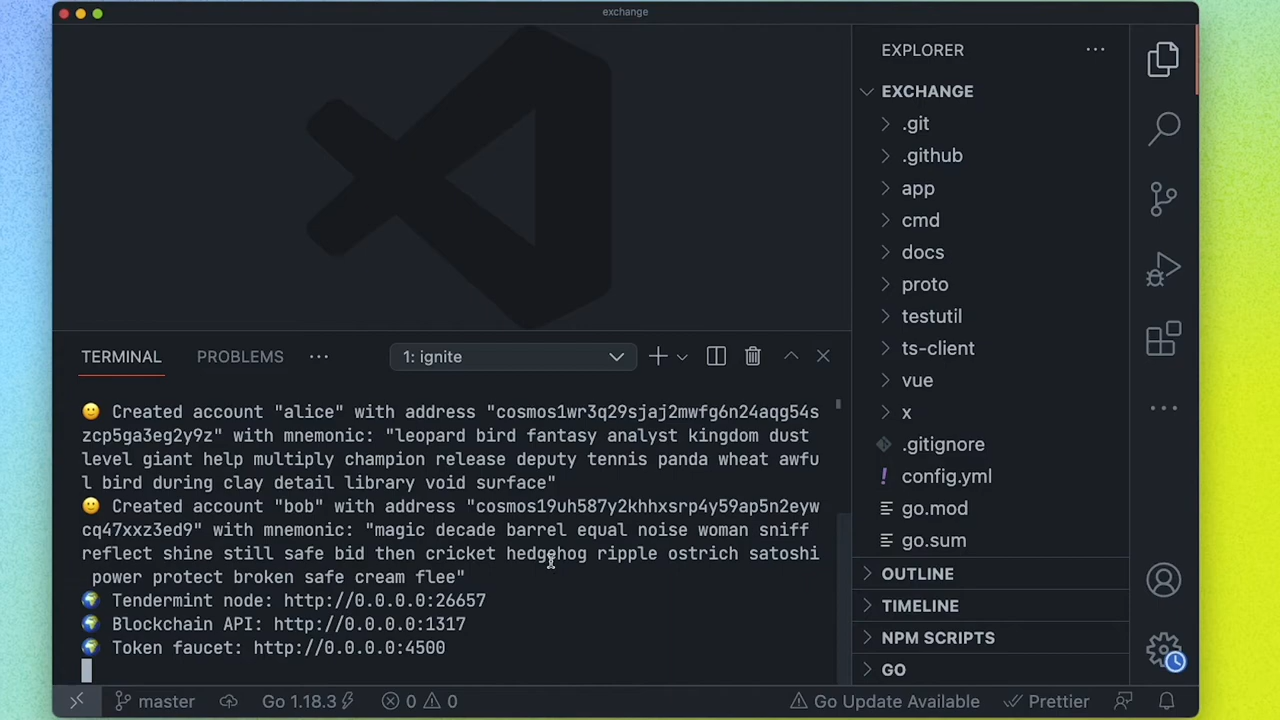 exchange
EXPLORER
EXCHANGE
.git
.github
app
cmd
docs
proto
testutil
ts-client
vue
x
.gitignore
! config.yml
go.mod
go.sum
OUTLINE
TIMELINE
NPM SCRIPTS
GO
TERMINAL PROBLEMS 1: ignite
Created account "alice" with address "cosmos1wr3q29sjaj2mwfg6n24aqg54s
zcp5ga3eg2y9z" with mnemonic: "leopard bird fantasy analyst kingdom dust
level giant help multiply champion release deputy tennis panda wheat awfu
l bird during clay detail library void surface"
Created account "bob" with address "cosmos19uh587y2khhxsrp4y59ap5n2eyw
cq47xxz3ed9" with mnemonic: "magic decade barrel equal noise woman sniff
reflect shine still safe bid then cricket hedgehog ripple ostrich satoshi
power protect broken safe cream flee"
Tendermint node: http://0.0.0.0:26657
Blockchain API: http://0.0.0.0:1317
Token faucet: http://0.0.0.0:4500
master Go 1.18.3 0 0 Go Update Available Prettier